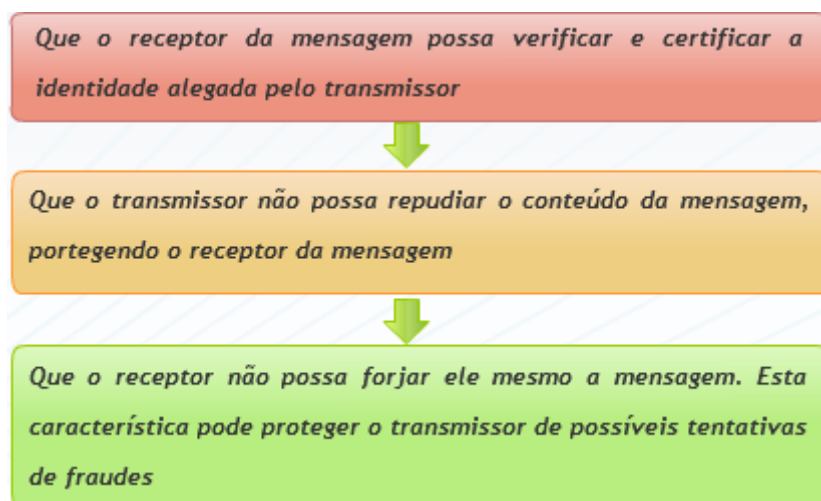 Que o receptor da mensagem possa verificar e certificar a
identidade alegada pelo transmissor
Que o transmissor não possa repudiar o conteúdo da mensagem,
portegendo o receptor da mensagem
Que o receptor não possa forjar ele mesmo a mensagem. Esta
característica pode proteger o transmissor de possíveis tentativas
de fraudes